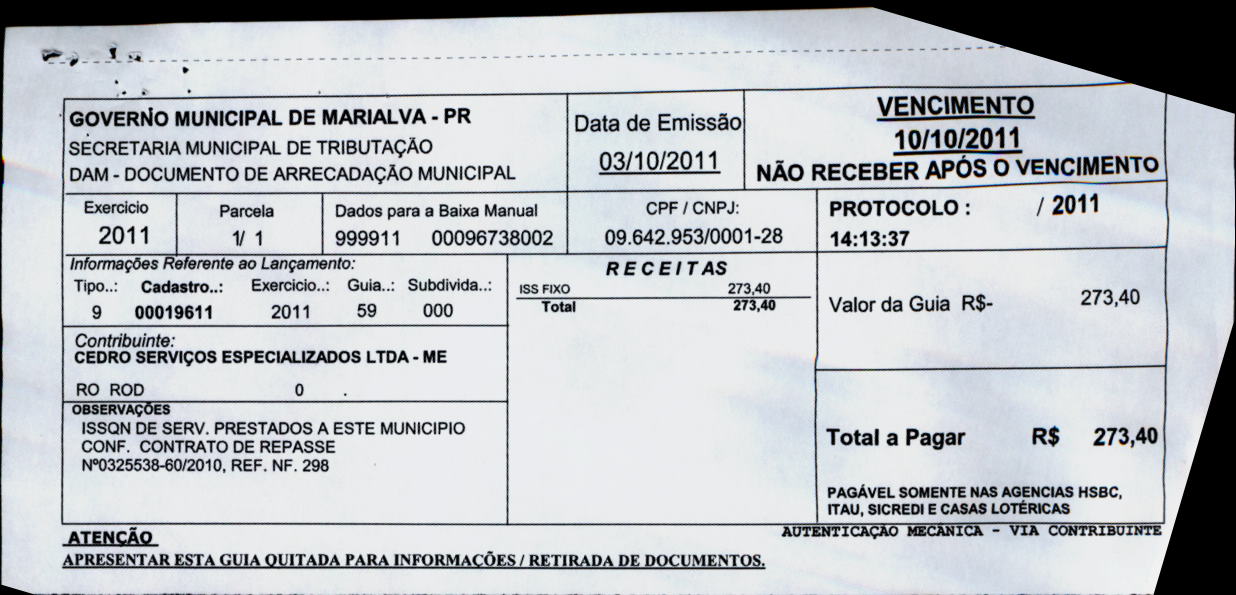 GOVERNO MUNICIPAL DE MARIALVA - PR
SECRETARIA MUNICIPAL DE TRIBUTAÇÃO
DAM - DOCUMENTO DE ARRECADAÇÃO MUNICIPAL
Data de Emissão
03/10/2011
VENCIMENTO
10/10/2011
NÃO RECEBER APÓS O VENCIMENTO
Exercicio
2011
Parcela
1/ 1
Dados para a Baixa Manual
999911 00096738002
CPF / CNPJ:
09.642.953/0001-28
PROTOCOLO : / 2011
14:13:37
Informações Referente ao Lançamento:
Tipo..: Cadastro..: Exercicio..: Guia..: Subdivida..:
9 00019611 2011 59 000
RECEITAS
ISS FIXO 273,40
Total 273,40
Valor da Guia R$- 273,40
Contribuinte:
CEDRO SERVIÇOS ESPECIALIZADOS LTDA - ME
RO ROD 0 .
OBSERVAÇÕES
ISSQN DE SERV. PRESTADOS A ESTE MUNICIPIO
CONF. CONTRATO DE REPASSE
Nº0325538-60/2010, REF. NF. 298
Total a Pagar R$ 273,40
PAGÁVEL SOMENTE NAS AGENCIAS HSBC,
ITAU, SICREDI E CASAS LOTÉRICAS
AUTENTICAÇÃO MECÂNICA - VIA CONTRIBUINTE
ATENÇÃO
APRESENTAR ESTA GUIA QUITADA PARA INFORMAÇÕES / RETIRADA DE DOCUMENTOS.